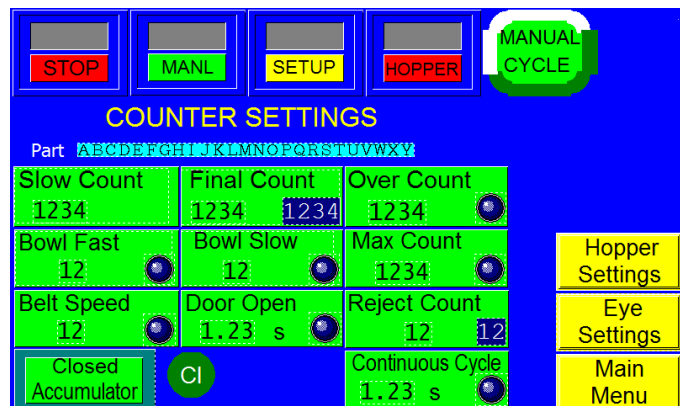 STOP
MANL
SETUP
HOPPER
MANUAL
CYCLE
COUNTER SETTINGS
Part ABCDEFGHIJKLMNOPQRSTUVWXY
Slow Count
1234
Final Count
1234 1234
Over Count
1234
Bowl Fast
12
Bowl Slow
12
Max Count
1234
Hopper
Settings
Belt Speed
12
Door Open
1.23 s
Reject Count
12 12
Eye
Settings
Closed
Accumulator
CI
Continuous Cycle
1.23 s
Main
Menu